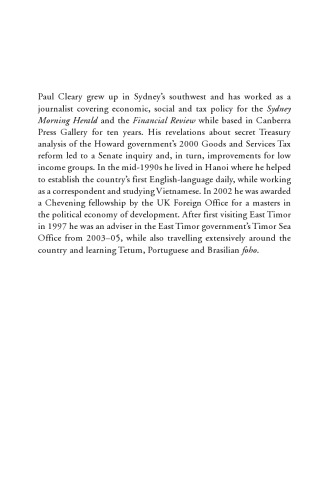 Paul Cleary grew up in Sydney's southwest and has worked as a
journalist covering economic, social and tax policy for the Sydney
Morning Herald and the Financial Review while based in Canberra
Press Gallery for ten years. His revelations about secret Treasury
analysis of the Howard government's 2000 Goods and Services Tax
reform led to a Senate inquiry and, in turn, improvements for low
income groups. In the mid-1990s he lived in Hanoi where he helped
to establish the country's first English-language daily, while working
as a correspondent and studying Vietnamese. In 2002 he was awarded
a Chevening fellowship by the UK Foreign Office for a masters in
the political economy of development. After first visiting East Timor
in 1997 he was an adviser in the East Timor government's Timor Sea
Office from 2003–05, while also travelling extensively around the
country and learning Tetum, Portuguese and Brasilian foho.